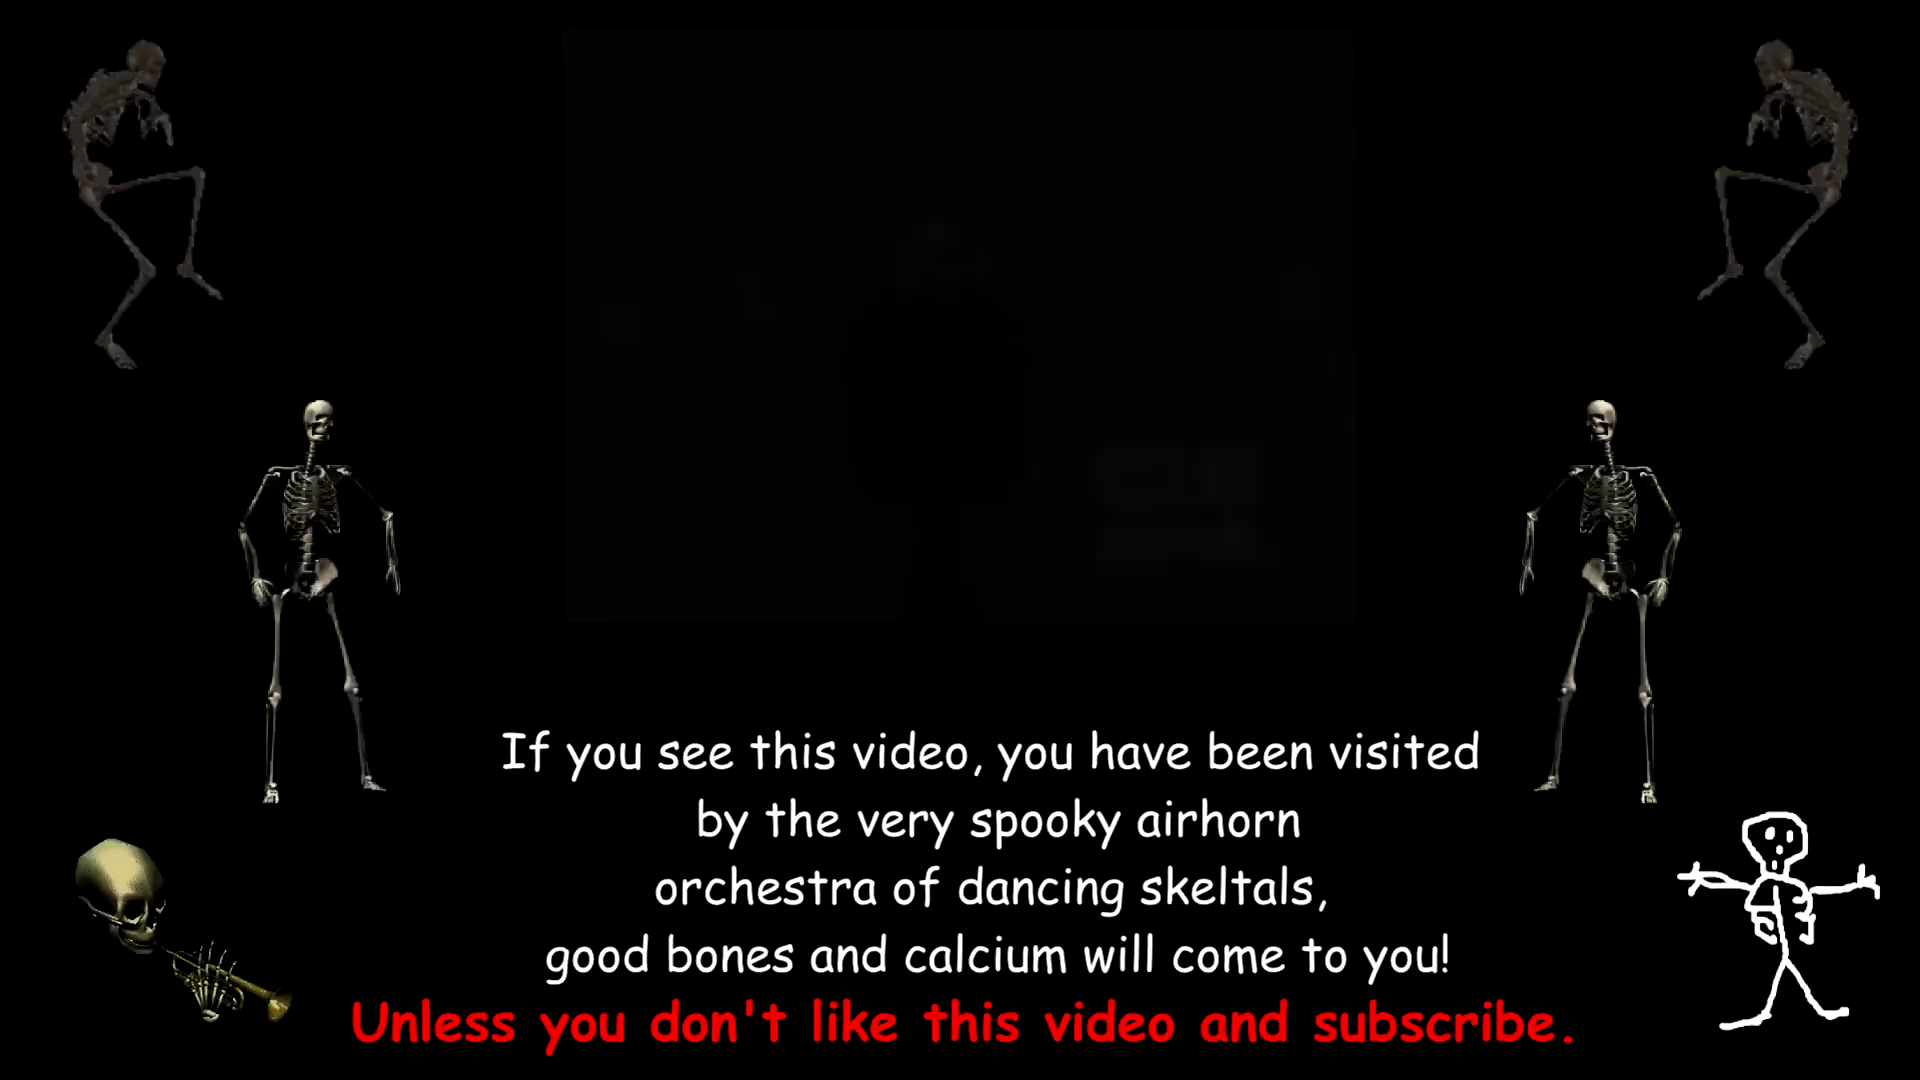 If you see this video, you have been visited
by the very spooky airhorn
orchestra of dancing skeltals,
good bones and calcium will come to you!
Unless you don't like this video and subscribe.